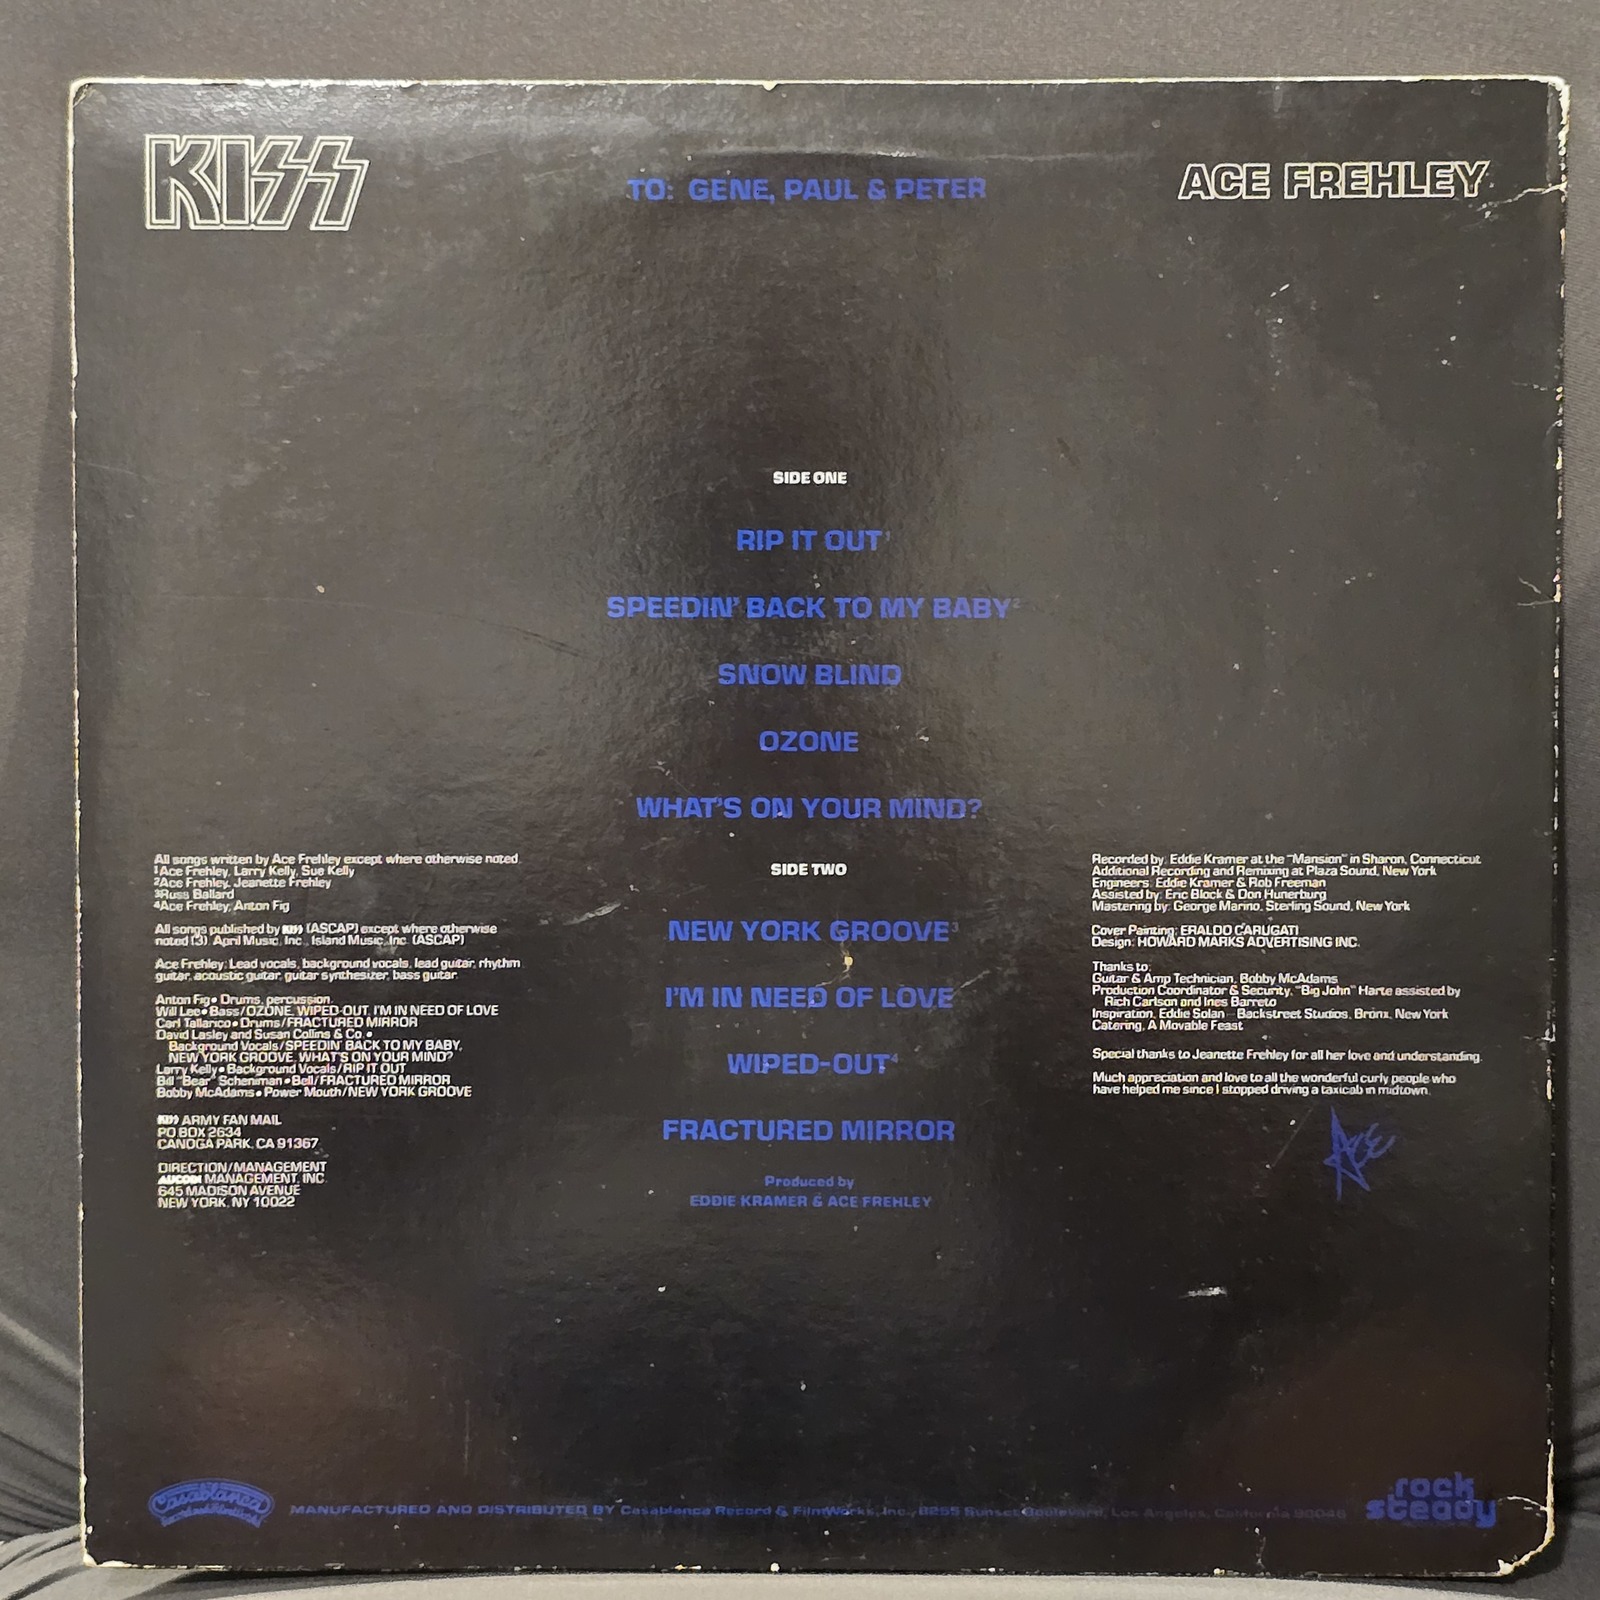 KISS
TO: GENE, PAUL & PETER
ACE FREHLEY
SIDE ONE
RIP IT OUT¹
SPEEDIN' BACK TO MY BABY²
SNOW BLIND
OZONE
WHAT'S ON YOUR MIND?
SIDE TWO
NEW YORK GROOVE³
I'M IN NEED OF LOVE
WIPED-OUT⁴
FRACTURED MIRROR
Produced by
EDDIE KRAMER & ACE FREHLEY
All songs written by Ace Frehley except where otherwise noted.
¹Ace Frehley, Larry Kelly, Sue Kelly
²Ace Frehley, Jeanette Frehley
³Russ Ballard
⁴Ace Frehley, Anton Fig
All songs published by KISS (ASCAP) except where otherwise
noted (3). April Music, Inc., Island Music, Inc. (ASCAP)
Ace Frehley: Lead vocals, background vocals, lead guitar, rhythm
guitar, acoustic guitar, guitar synthesizer, bass guitar.
Anton Fig • Drums, percussion.
Will Lee • Bass/OZONE, WIPED-OUT, I'M IN NEED OF LOVE
Carl Tallarico • Drums/FRACTURED MIRROR
David Lasley and Susan Collins & Co. •
Background Vocals/SPEEDIN' BACK TO MY BABY,
NEW YORK GROOVE, WHAT'S ON YOUR MIND?
Larry Kelly • Background Vocals/RIP IT OUT
Bill "Bear" Scheniman • Bell/FRACTURED MIRROR
Bobby McAdams • Power Mouth/NEW YORK GROOVE
KISS ARMY FAN MAIL
PO BOX 2634
CANOGA PARK, CA 91367
DIRECTION/MANAGEMENT
AUCOIN MANAGEMENT, INC.
645 MADISON AVENUE
NEW YORK, NY 10022
Recorded by: Eddie Kramer at the "Mansion" in Sharon, Connecticut
Additional Recording and Remixing at Plaza Sound, New York
Engineers: Eddie Kramer & Rob Freeman
Assisted by: Eric Block & Don Hunerburg
Mastering by: George Marino, Sterling Sound, New York
Cover Painting: ERALDO CARUGATI
Design: HOWARD MARKS ADVERTISING INC.
Thanks to:
Guitar & Amp Technician, Bobby McAdams
Production Coordinator & Security, "Big John" Harte assisted by
Rich Carlson and Ines Barreto
Inspiration, Eddie Solan - Backstreet Studios, Bronx, New York
Catering, A Movable Feast
Special thanks to Jeanette Frehley for all her love and understanding.
Much appreciation and love to all the wonderful curly people who
have helped me since I stopped driving a taxicab in midtown.
Ace
Casablanca
Record and FilmWorks
MANUFACTURED AND DISTRIBUTED BY Casablanca Record & FilmWorks, Inc., 8255 Sunset Boulevard, Los Angeles, California 90046
rock
steady